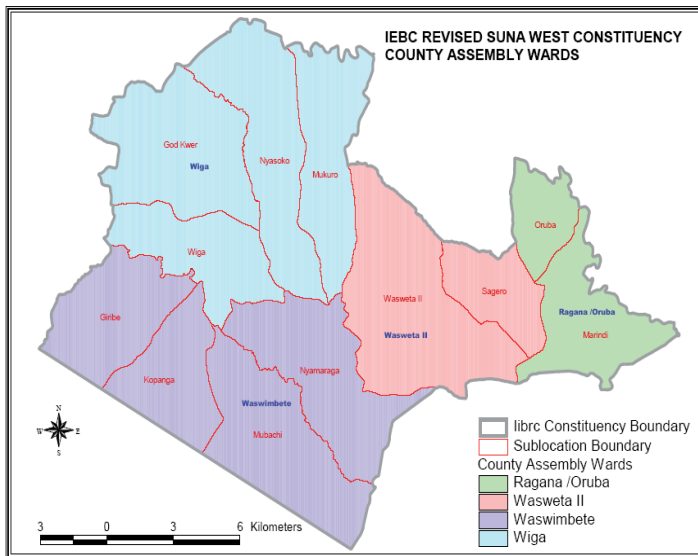 IEBC REVISED SUNA WEST CONSTITUENCY
COUNTY ASSEMBLY WARDS
God Kwer
Wiga
Nyasoko
Mukuro
Oruba
Wiga
Wasweta II
Sagero
Ragana /Oruba
Marindi
Giribe
Wasweta II
Kopanga
Nyamaraga
Waswimbete
Mubachi
N
W E
S
Iibrc Constituency Boundary
Sublocation Boundary
County Assembly Wards
Ragana /Oruba
Wasweta II
Waswimbete
Wiga
3 0 3 6 Kilometers